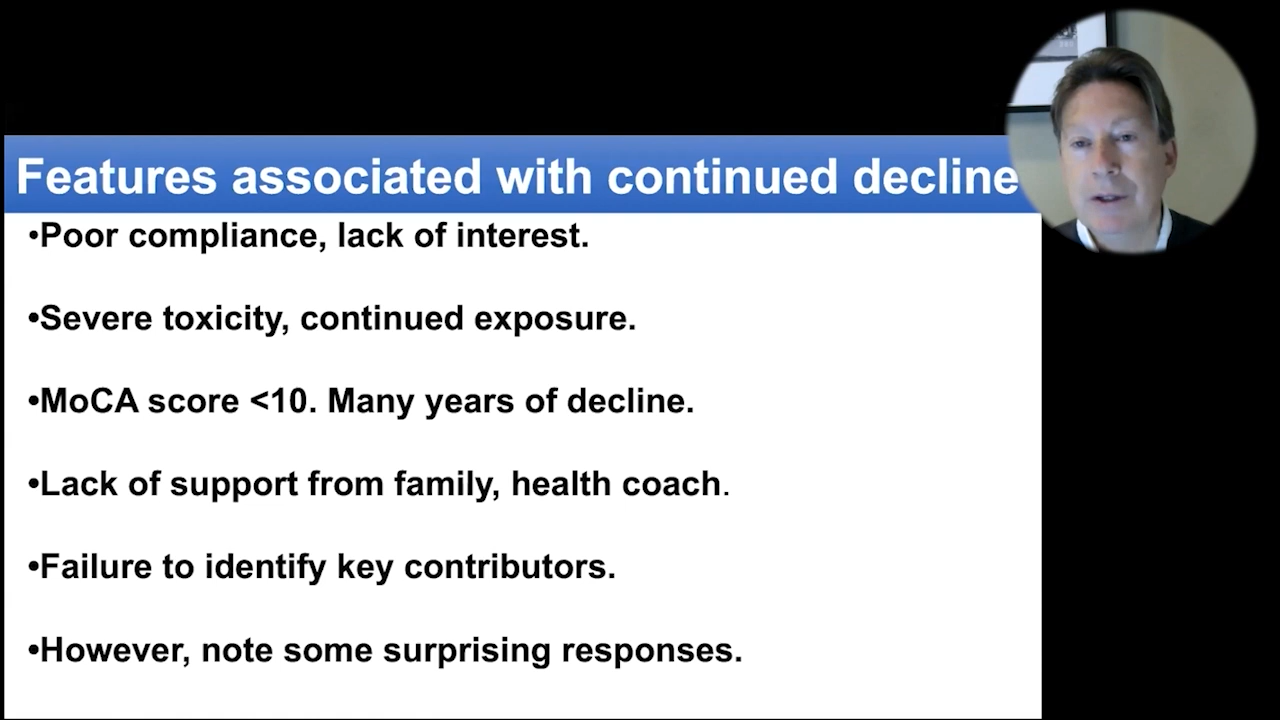 Features associated with continued decline
•Poor compliance, lack of interest.
•Severe toxicity, continued exposure.
•MoCA score <10. Many years of decline.
•Lack of support from family, health coach.
•Failure to identify key contributors.
•However, note some surprising responses.